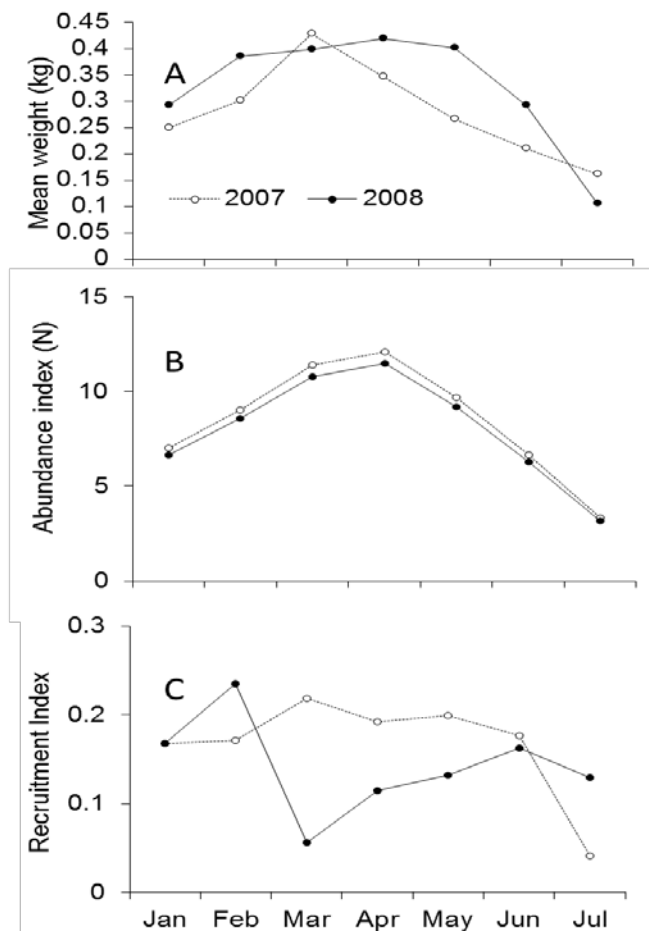 Mean weight (kg)
0.45
0.4
0.35
0.3
0.25
0.2
0.15
0.1
0.05
0
A
2007
2008
Abundance index (N)
15
10
5
0
B
Recruitment Index
0.3
0.2
0.1
0
C
Jan Feb Mar Apr May Jun Jul